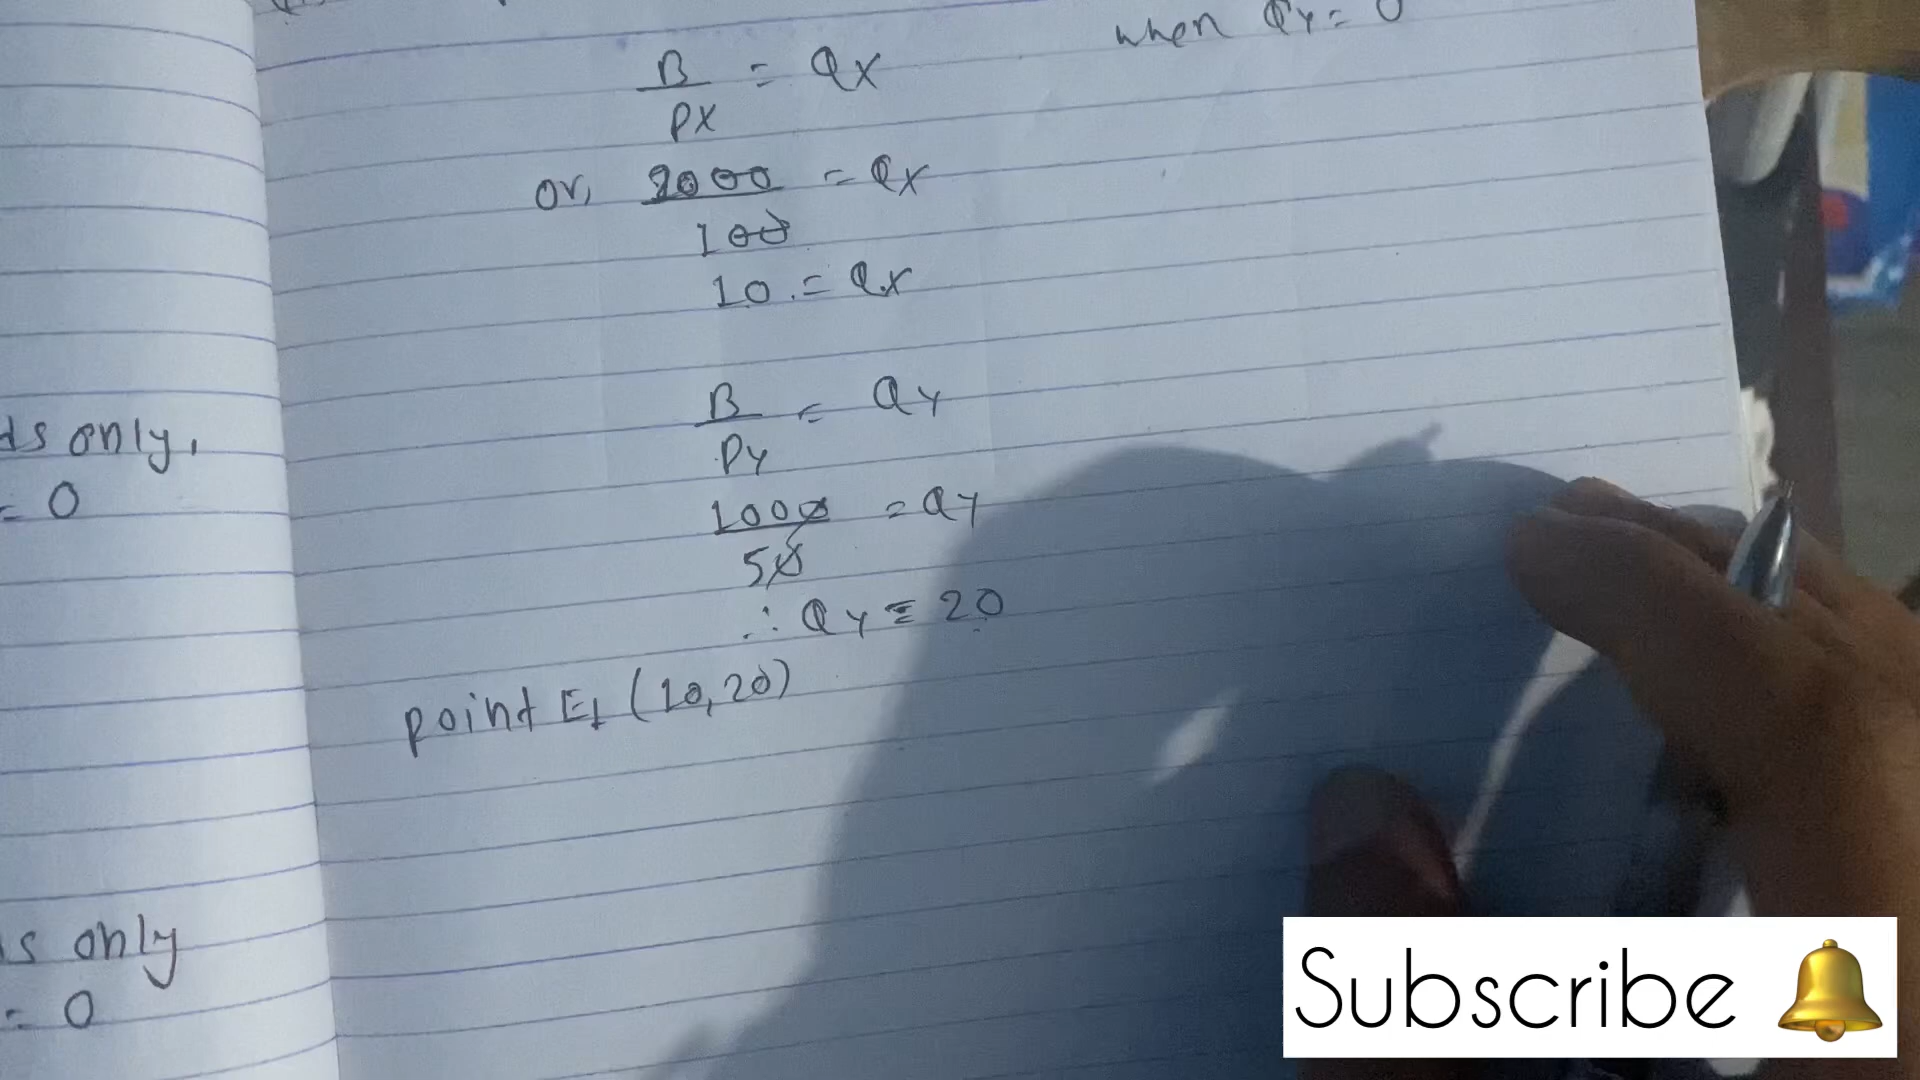 when QY = 0
B/PX = QX
or, 2000/100 = QX
10 = QX
B/PY = QY
1000/50 = QY
∴ QY = 20
point E1 (10,20)
ds only,
= 0
s only
= 0
Subscribe